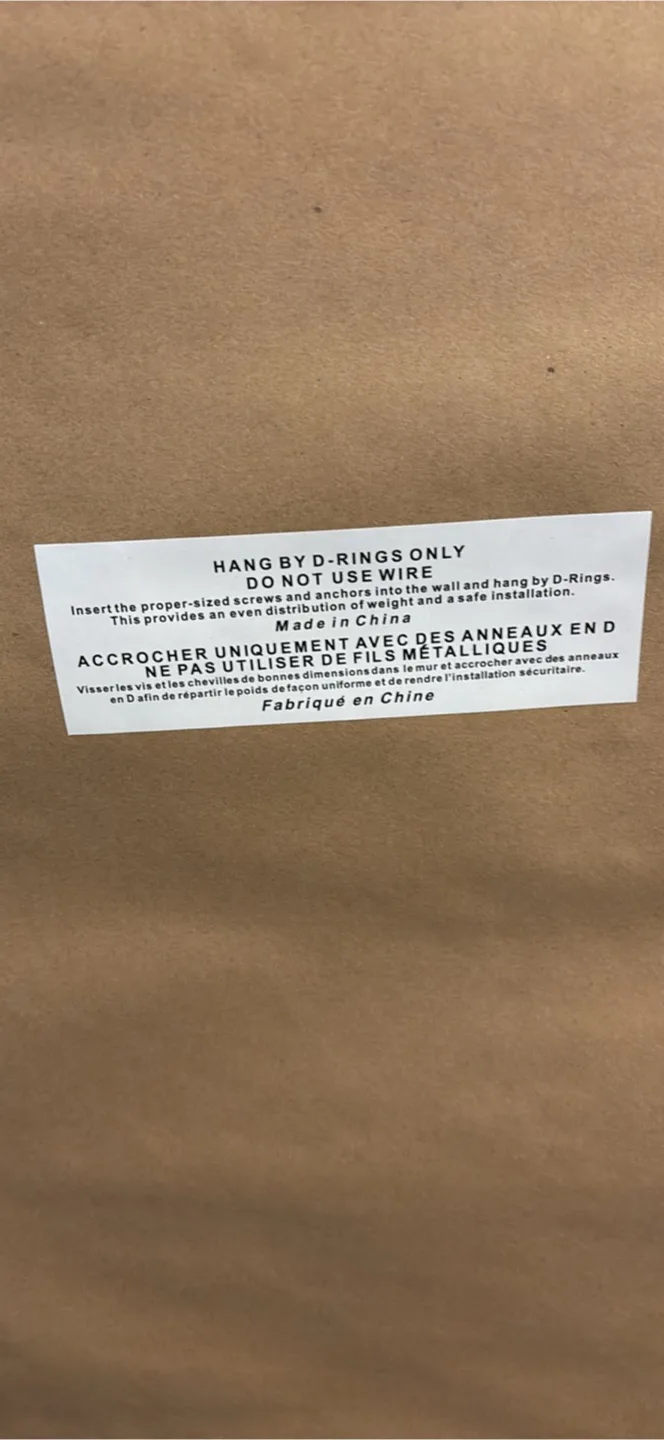 HANG BY D-RINGS ONLY
DO NOT USE WIRE
Insert the proper-sized screws and anchors into the wall and hang by D-Rings.
This provides an even distribution of weight and a safe installation.
Made in China
ACCROCHER UNIQUEMENT AVEC DES ANNEAUX EN D
NE PAS UTILISER DE FILS MÉTALLIQUES
Visser les vis et les chevilles de bonnes dimensions dans le mur et accrocher avec des anneaux
en D afin de répartir le poids de façon uniforme et de rendre l'installation sécuritaire.
Fabriqué en Chine